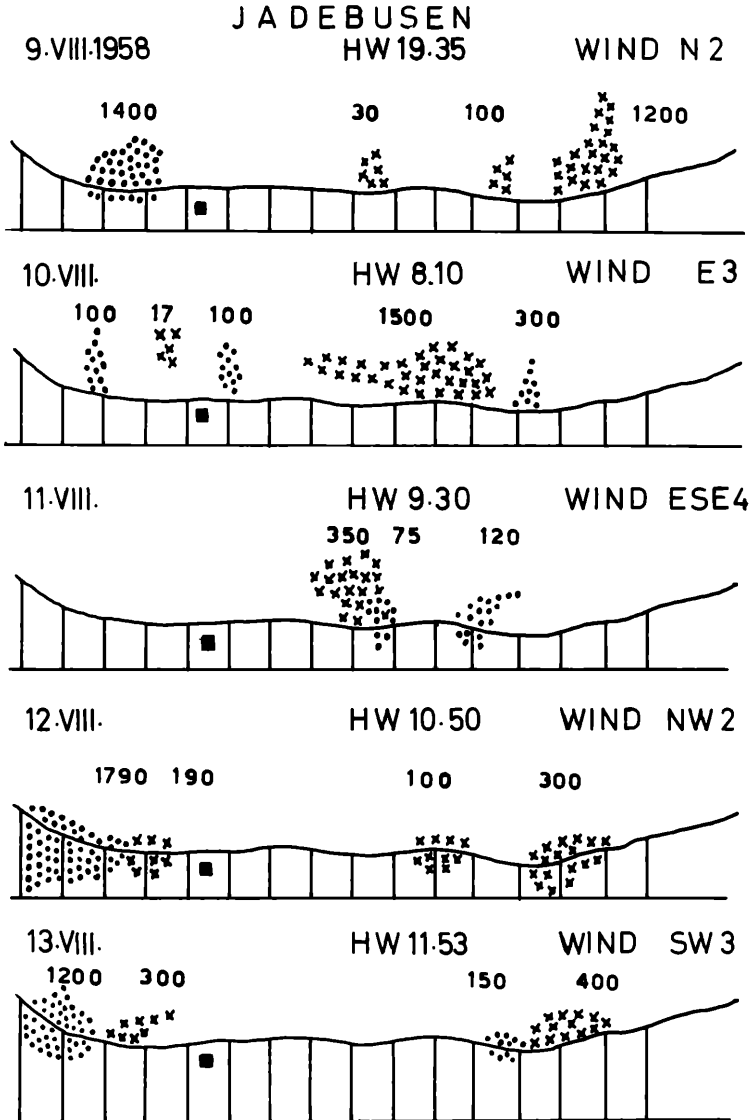 JADEBUSEN
9·VIII·1958 HW 19·35 WIND N 2
1400 30 100 1200
10·VIII· HW 8.10 WIND E 3
100 17 100 1500 300
11·VIII· HW 9·30 WIND ESE 4
350 75 120
12·VIII· HW 10·50 WIND NW 2
1790 190 100 300
13·VIII· HW 11·53 WIND SW 3
1200 300 150 400